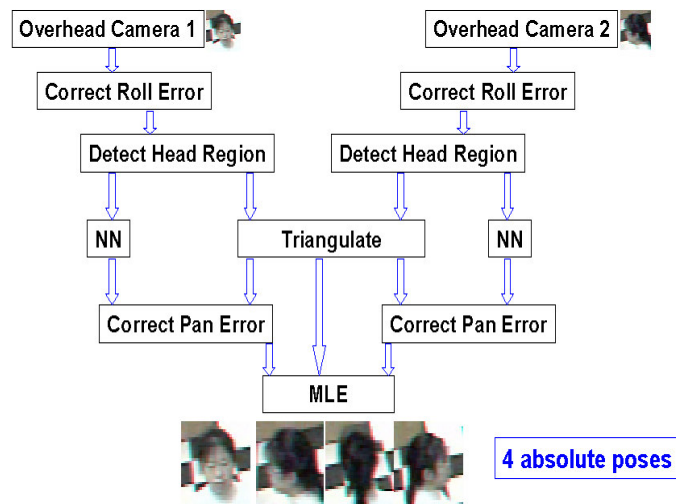 Overhead Camera 1
Overhead Camera 2
Correct Roll Error
Correct Roll Error
Detect Head Region
Detect Head Region
NN
Triangulate
NN
Correct Pan Error
Correct Pan Error
MLE
4 absolute poses